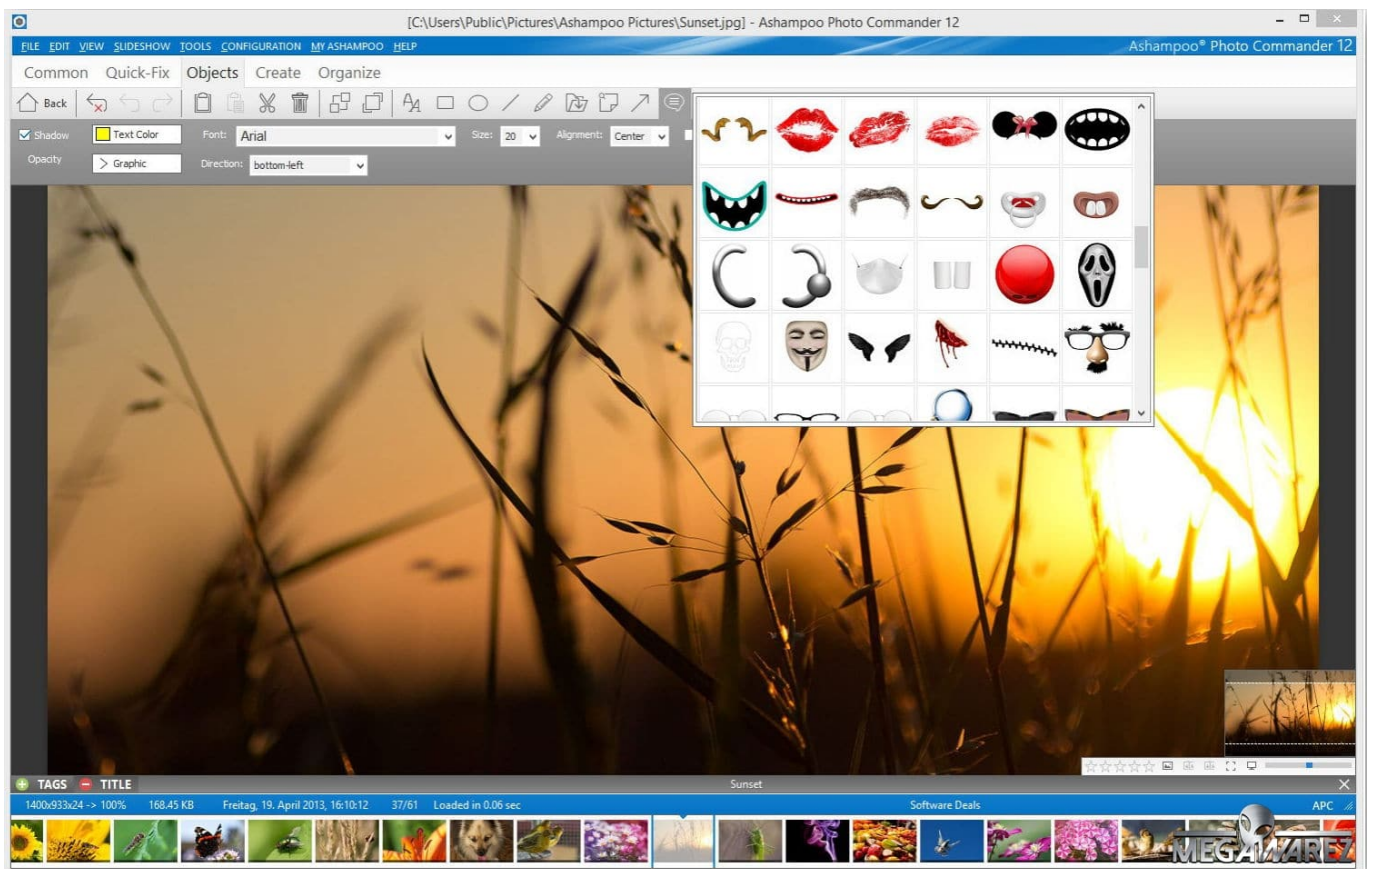 [C:\Users\Public\Pictures\Ashampoo Pictures\Sunset.jpg] - Ashampoo Photo Commander 12
FILE EDIT VIEW SLIDESHOW TOOLS CONFIGURATION MY ASHAMPOO HELP
Ashampoo® Photo Commander 12
Common Quick-Fix Objects Create Organize
Back
Shadow Text Color Font: Arial Size: 20 Alignment: Center
Opacity Graphic Direction: bottom-left
TAGS TITLE Sunset
1400x933x24 -> 100% 168.45 KB Freitag, 19. April 2013, 16:10:12 37/61 Loaded in 0.06 sec Software Deals APC
MEGAWAREZ